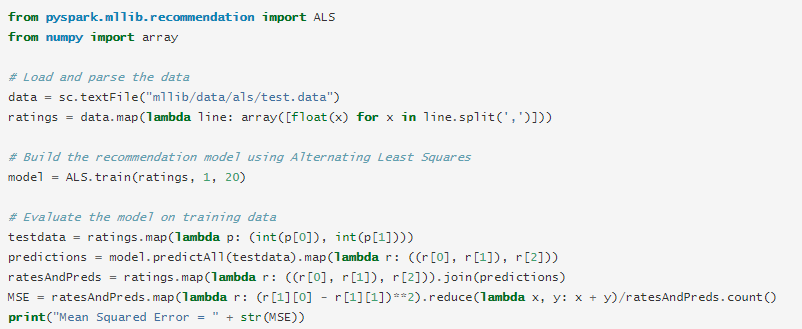 from pyspark.mllib.recommendation import ALS
from numpy import array
# Load and parse the data
data = sc.textFile("mllib/data/als/test.data")
ratings = data.map(lambda line: array([float(x) for x in line.split(',')]))
# Build the recommendation model using Alternating Least Squares
model = ALS.train(ratings, 1, 20)
# Evaluate the model on training data
testdata = ratings.map(lambda p: (int(p[0]), int(p[1])))
predictions = model.predictAll(testdata).map(lambda r: ((r[0], r[1]), r[2]))
ratesAndPreds = ratings.map(lambda r: ((r[0], r[1]), r[2])).join(predictions)
MSE = ratesAndPreds.map(lambda r: (r[1][0] - r[1][1])**2).reduce(lambda x, y: x + y)/ratesAndPreds.count()
print("Mean Squared Error = " + str(MSE))